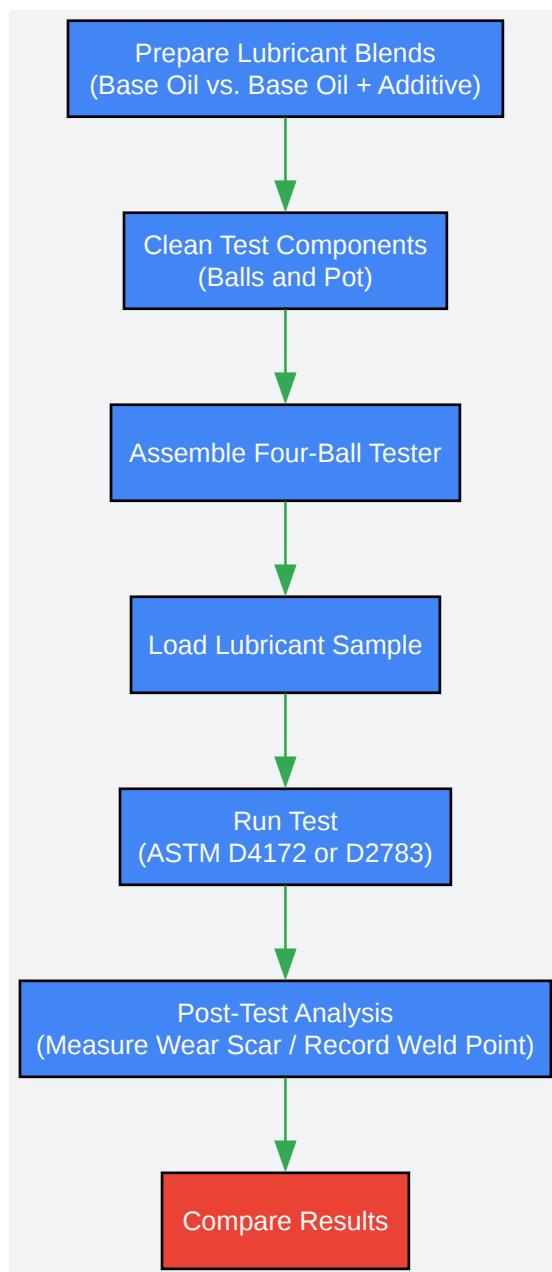 Prepare Lubricant Blends
(Base Oil vs. Base Oil + Additive)
Clean Test Components
(Balls and Pot)
Assemble Four-Ball Tester
Load Lubricant Sample
Run Test
(ASTM D4172 or D2783)
Post-Test Analysis
(Measure Wear Scar / Record Weld Point)
Compare Results